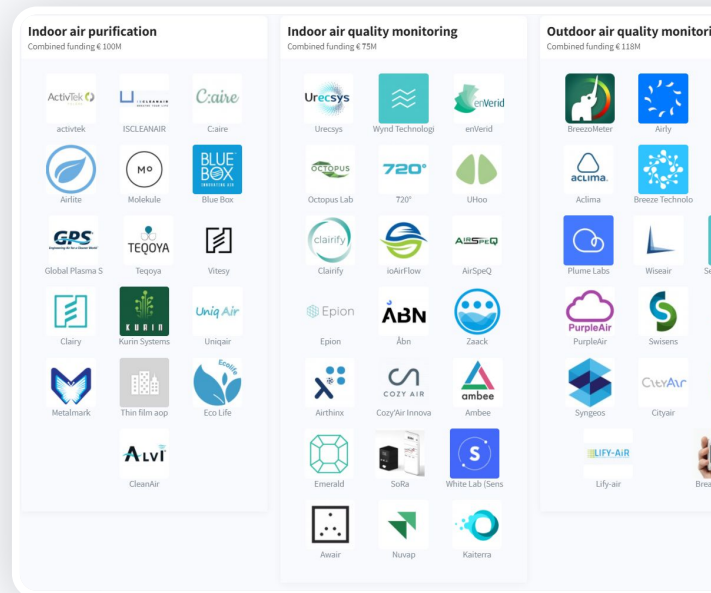 Indoor air purification
Combined funding € 100M
ActivTek
activtek
ISCLEANAIR
ISCLEANAIR
C:aire
C:aire
Airlite
Mo
Molekule
BLUE
BOX
INNOVATING AIR
Blue Box
GPS
Global Plasma S
TEQOYA
Teqoya
Vitesy
Clairy
KURIN
Kurin Systems
Uniq Air
Uniqair
Metalmark
Thin film aop
Ecolife
Eco Life
ALVI
CleanAir
Indoor air quality monitoring
Combined funding € 75M
Urecsys
Urecsys
Wynd Technologi
enVerid
enVerid
OCTOPUS
Octopus Lab
720°
720°
UHoo
clairify
Clairify
ioAirFlow
AIRSPEQ
AirSpeQ
Epion
Epion
ÅBN
Åbn
Zaack
Airthinx
COZY AIR
Cozy'Air Innova
ambee
Ambee
Emerald
SoRa
S
White Lab (Sens
Awair
Nuvap
Kaiterra
Outdoor air quality monitori
Combined funding € 118M
BreezoMeter
Airly
ACLIMA.
Aclima
Breeze Technolo
Plume Labs
Wiseair
Se
PurpleAir
PurpleAir
Swisens
Syngeos
CityAir
Cityair
LIFY-AiR
Lify-air
Brea